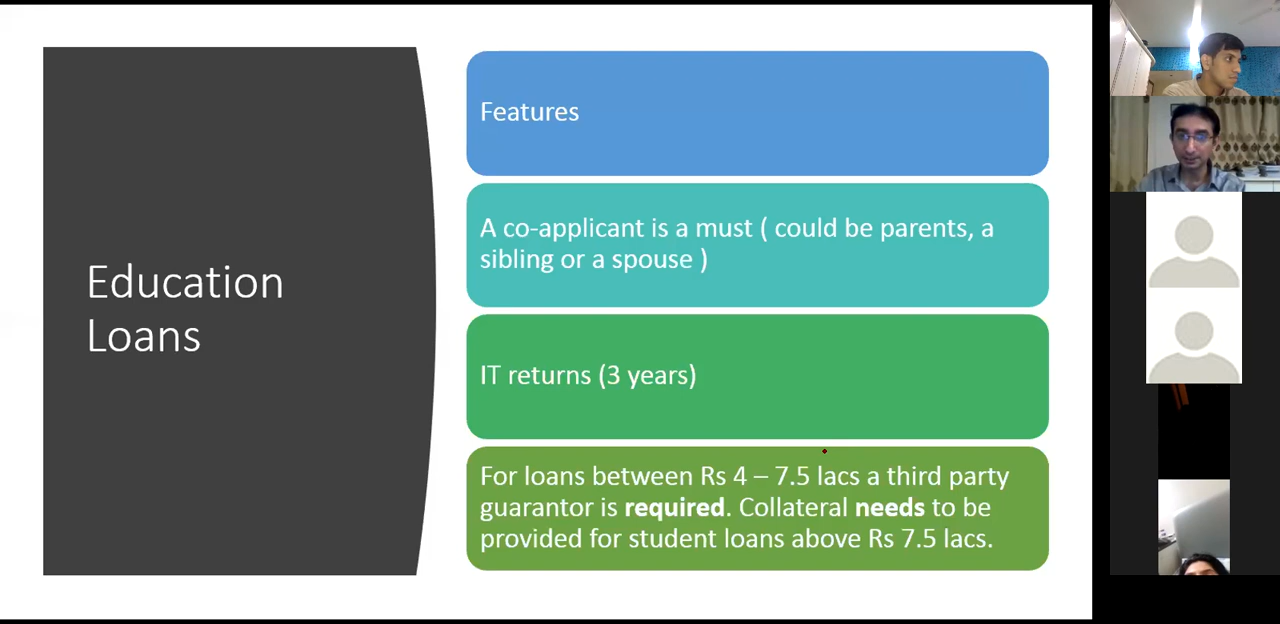 Education
Loans
Features
A co-applicant is a must ( could be parents, a
sibling or a spouse )
IT returns (3 years)
For loans between Rs 4 – 7.5 lacs a third party
guarantor is required. Collateral needs to be
provided for student loans above Rs 7.5 lacs.